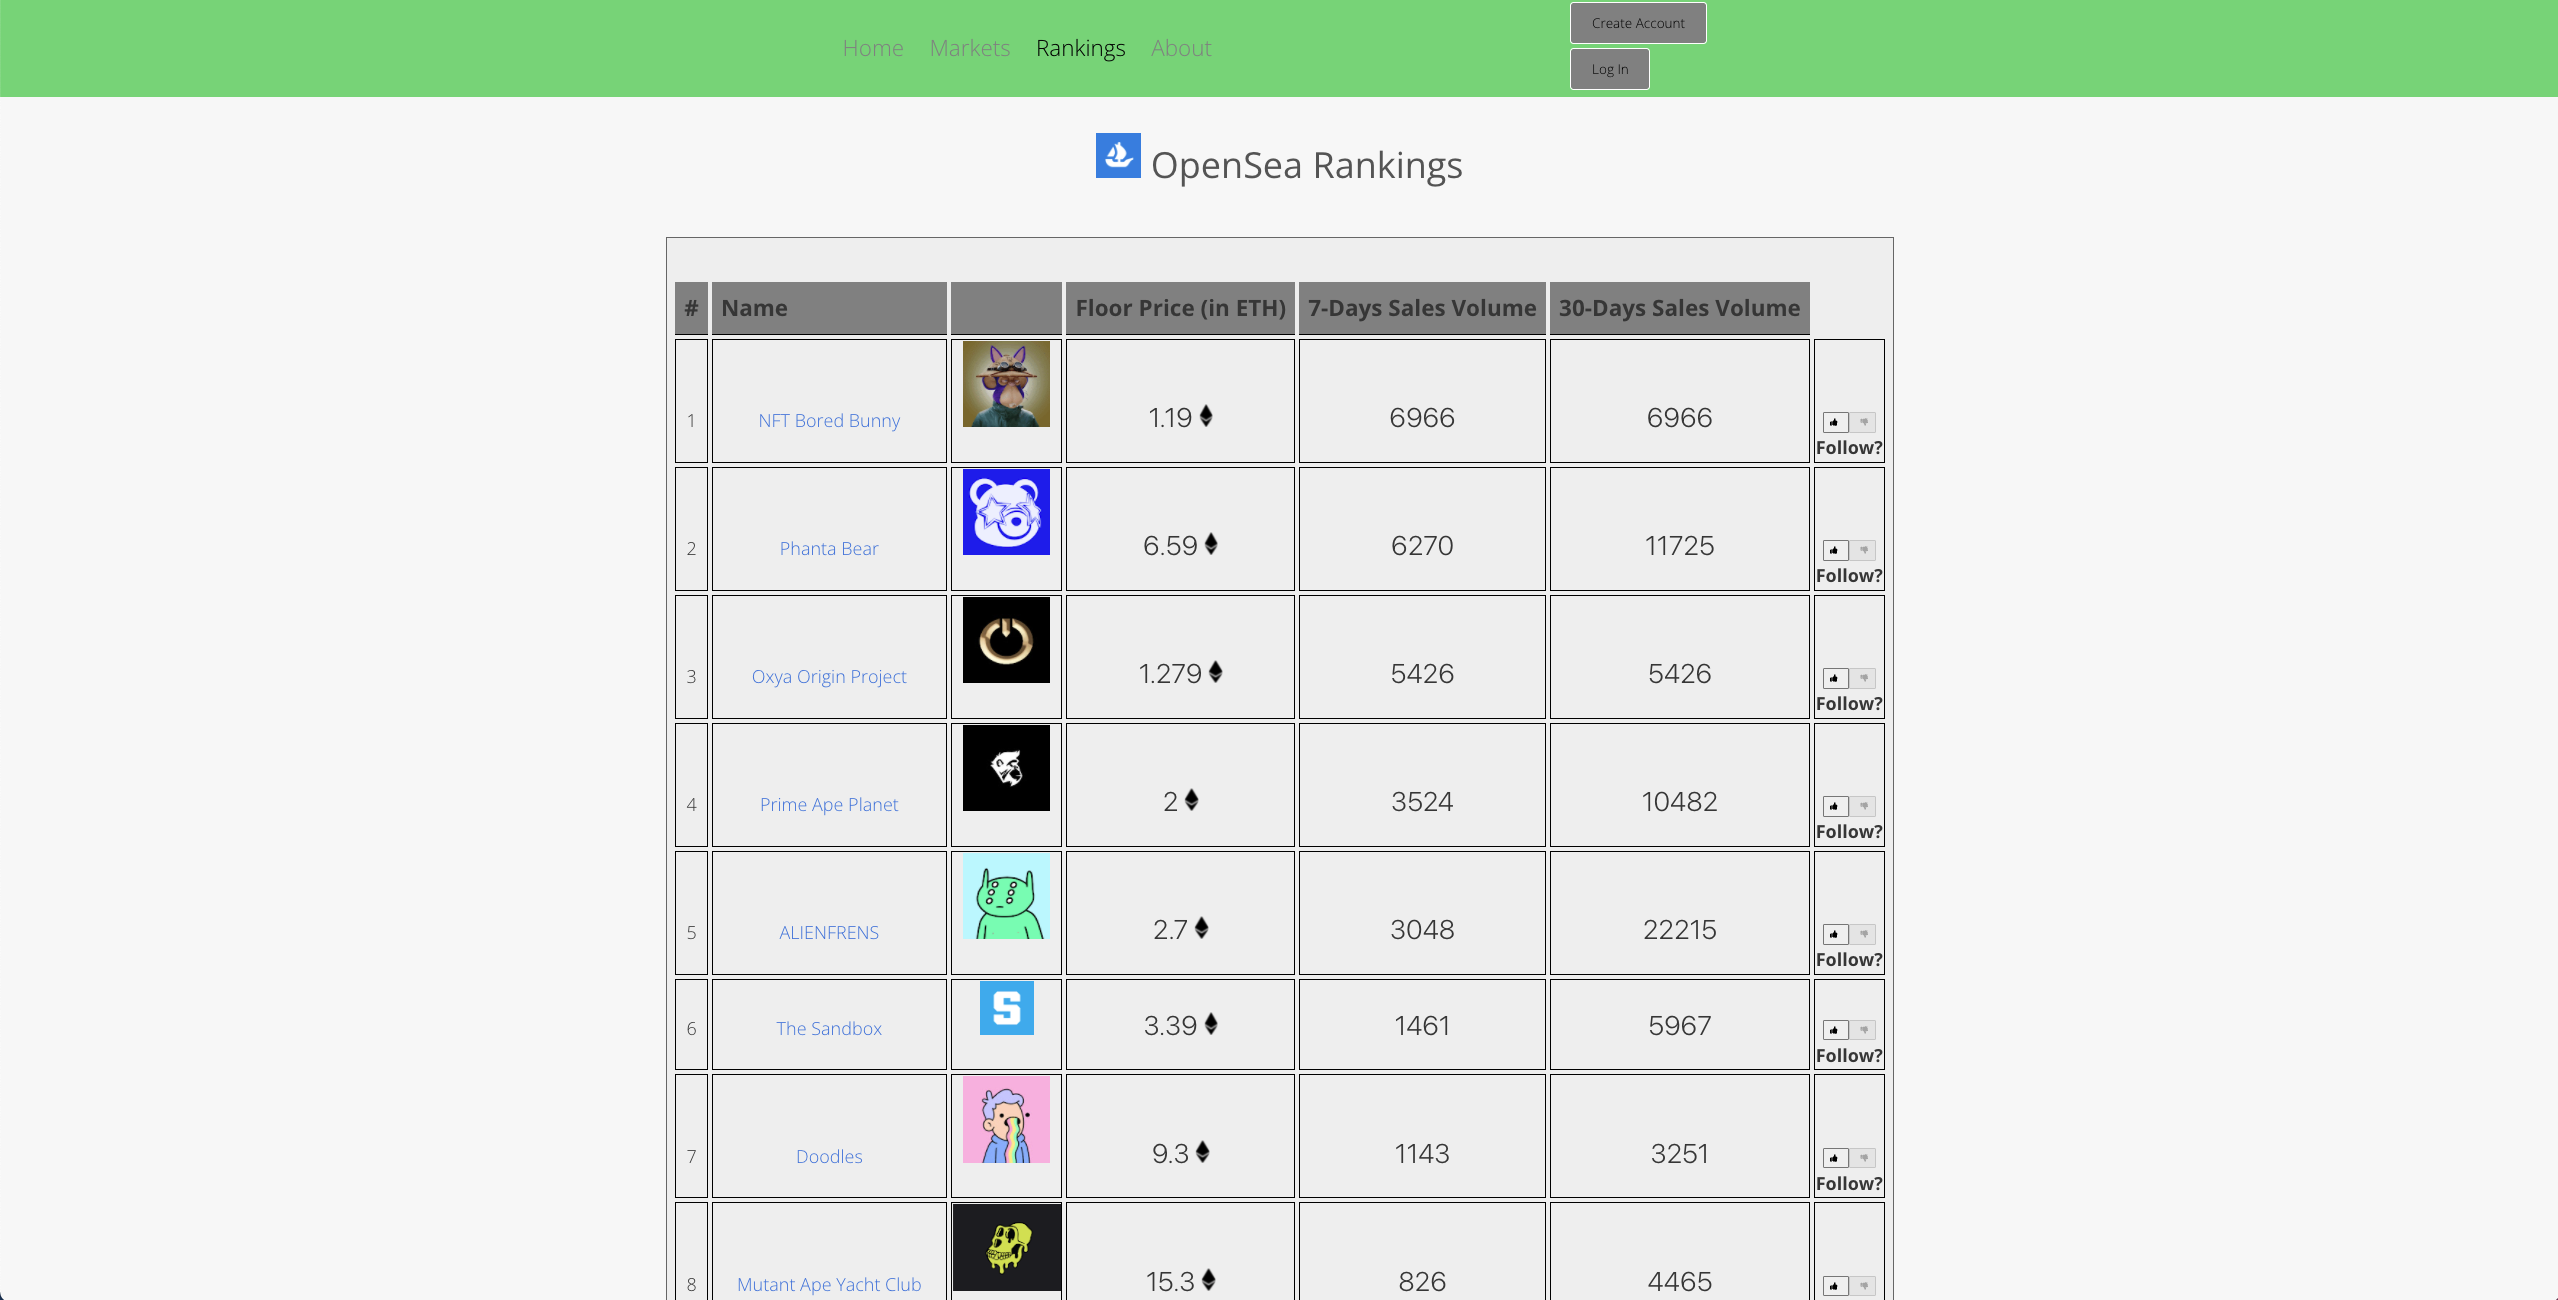 Home Markets Rankings About
Create Account
Log In
OpenSea Rankings
# Name Floor Price (in ETH) 7-Days Sales Volume 30-Days Sales Volume
1 NFT Bored Bunny 1.19 6966 6966
Follow?
2 Phanta Bear 6.59 6270 11725
Follow?
3 Oxya Origin Project 1.279 5426 5426
Follow?
4 Prime Ape Planet 2 3524 10482
Follow?
5 ALIENFRENS 2.7 3048 22215
Follow?
S
6 The Sandbox 3.39 1461 5967
Follow?
7 Doodles 9.3 1143 3251
Follow?
8 Mutant Ape Yacht Club 15.3 826 4465